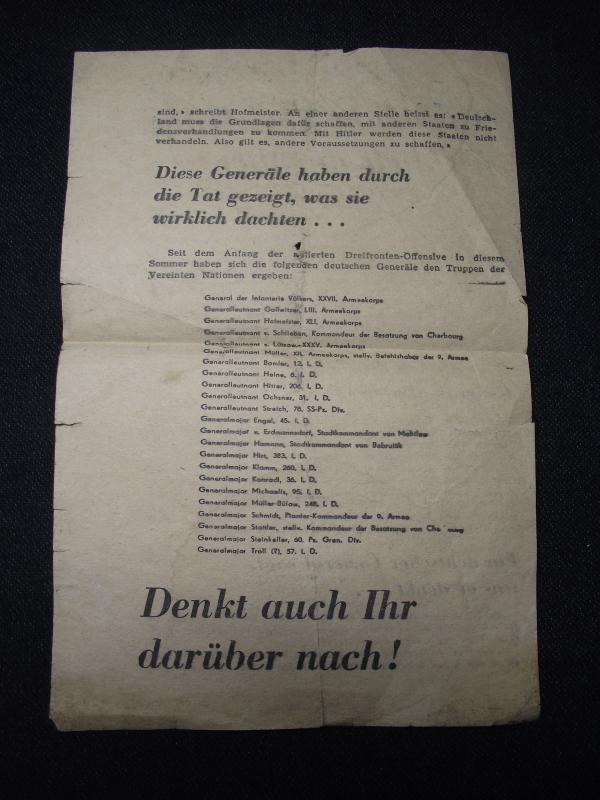 sind,» schreibt Hofmeister. An einer anderen Stelle heisst es: «Deutsch-
land muss die Grundlagen dafür schaffen, mit anderen Staaten zu Frie-
densverhandlungen zu kommen. Mit Hitler werden diese Staaten nicht
verhandeln. Also gilt es, andere Voraussetzungen zu schaffen.»
Diese Generäle haben durch
die Tat gezeigt, was sie
wirklich dachten . . .
Seit dem Anfang der alliierten Dreifronten-Offensive in diesem
Sommer haben sich die folgenden deutschen Generäle den Truppen der
Vereinten Nationen ergeben:
General der Infanterie Völkers, XXVII. Armeekorps
Generalleutnant Gollwitzer, LIII. Armeekorps
Generalleutnant Hofmeister, XLI. Armeekorps
Generalleutnant v. Schlieben, Kommandeur der Besatzung von Cherbourg
Generalleutnant v. Lützow, XXXV. Armeekorps
Generalleutnant Müller, XII. Armeekorps, stellv. Befehlshaber der 9. Armee
Generalleutnant Bamler, 12. I. D.
Generalleutnant Heine, 6. I. D.
Generalleutnant Hitter, 206. I. D.
Generalleutnant Ochsner, 31. I. D.
Generalleutnant Streich, 78. SS-Pz. Div.
Generalmajor Engel, 45. I. D.
Generalmajor v. Erdmannsdorf, Stadtkommandant von
Generalmajor Hamann, Stadtkommandant von Bobruisk
Generalmajor Hirt, 383. I. D.
Generalmajor Klamm, 260. I. D.
Generalmajor Konradi, 36. I. D.
Generalmajor Michaelis, 95. I. D.
Generalmajor Müller-Bülow, 246. I. D.
Generalmajor Schmidt, Pionier-Kommandeur der 9. Armee
Generalmajor Stattler, stellv. Kommandeur der Besatzung von
Generalmajor Steinkeller, 60. Pz. Gren. Div.
Generalmajor Troll (?), 57. I. D.
Denkt auch Ihr
darüber nach!